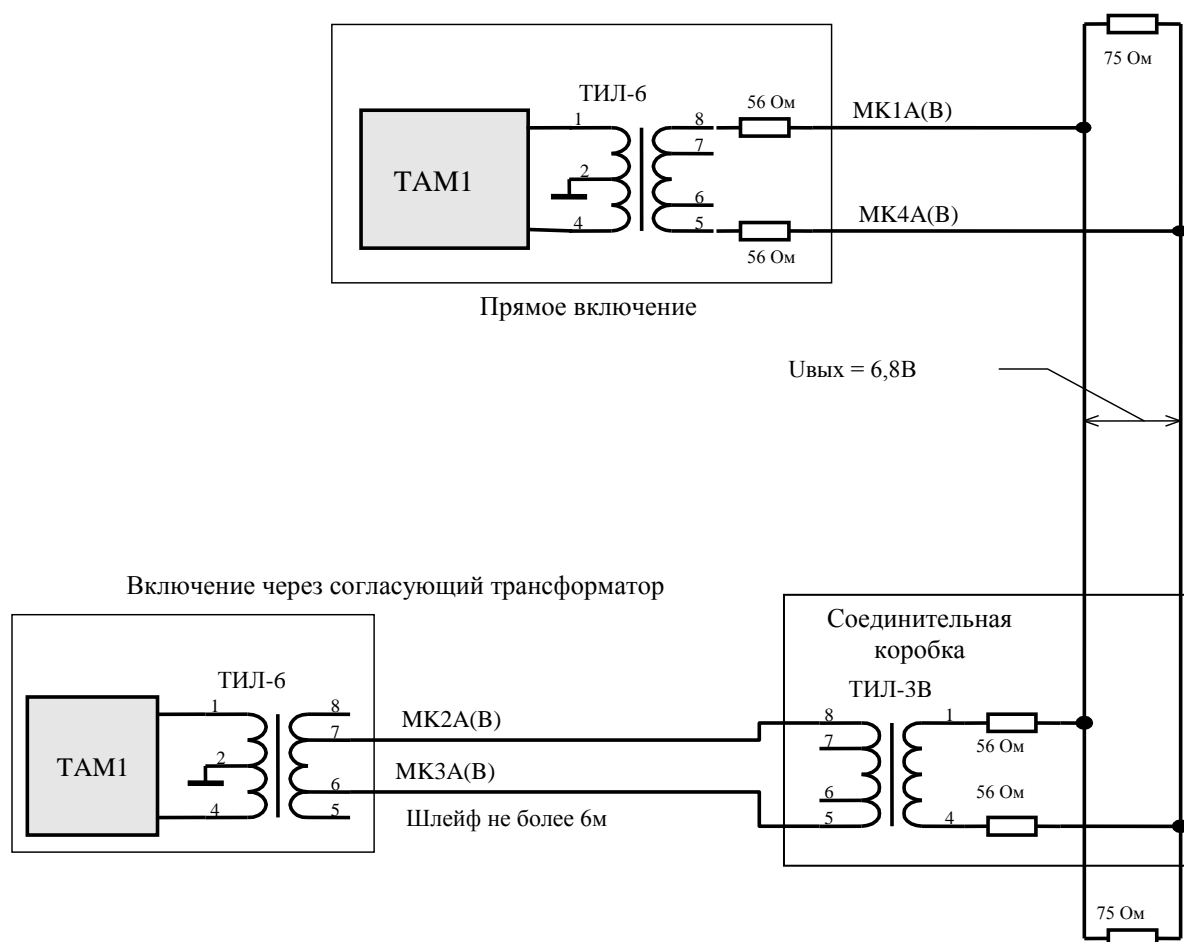 75 Ом
ТИЛ-6
56 Ом
МК1А(В)
1
8
7
2
ТАМ1
6
МК4А(В)
4
5
56 Ом
Прямое включение
Uвых = 6,8В
Включение через согласующий трансформатор
Соединительная
коробка
ТИЛ-6
ТИЛ-3В
1
8
МК2А(В)
7
8
1
56 Ом
7
2
ТАМ1
МК3А(В)
6
6
56 Ом
4
5
Шлейф не более 6м
5
4
75 Ом